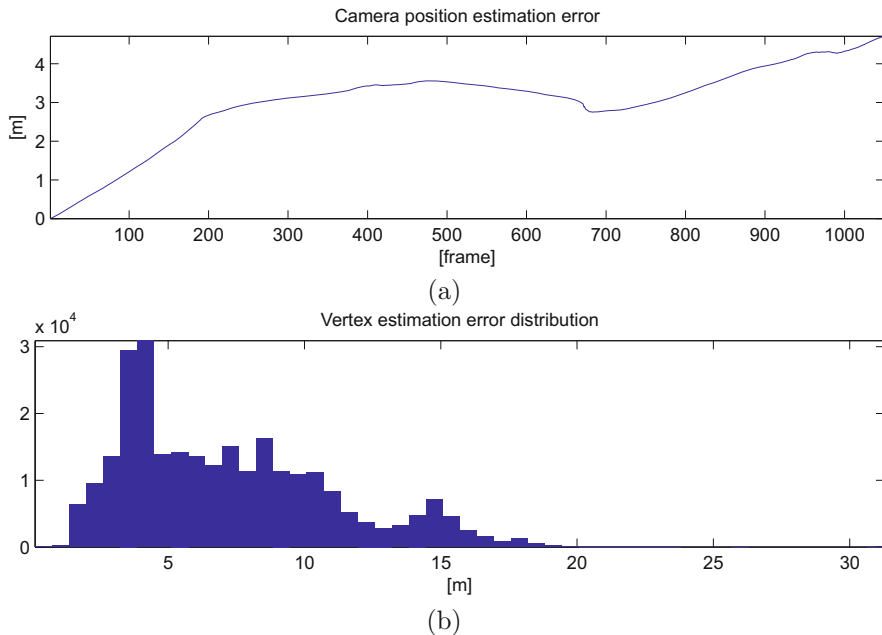 Camera position estimation error
4
3
2
1
0
[m]
100 200 300 400 500 600 700 800 900 1000
[frame]
(a)
x 10^4
Vertex estimation error distribution
3
2
1
0
5 10 15 20 25 30
[m]
(b)